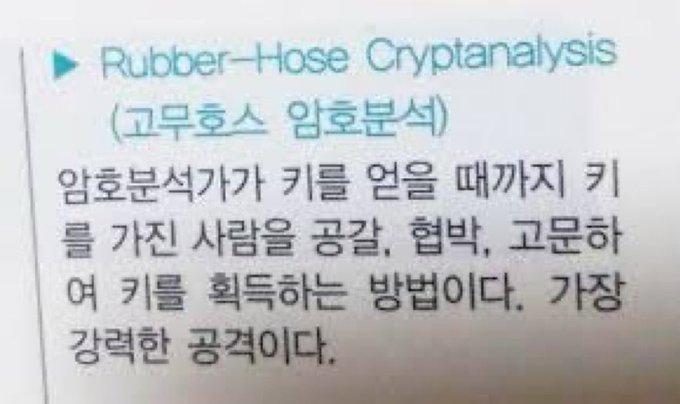 ▶ Rubber-Hose Cryptanalysis
(고무호스 암호분석)
암호분석가가 키를 얻을 때까지 키
를 가진 사람을 공갈, 협박, 고문하
여 키를 획득하는 방법이다. 가장
강력한 공격이다.